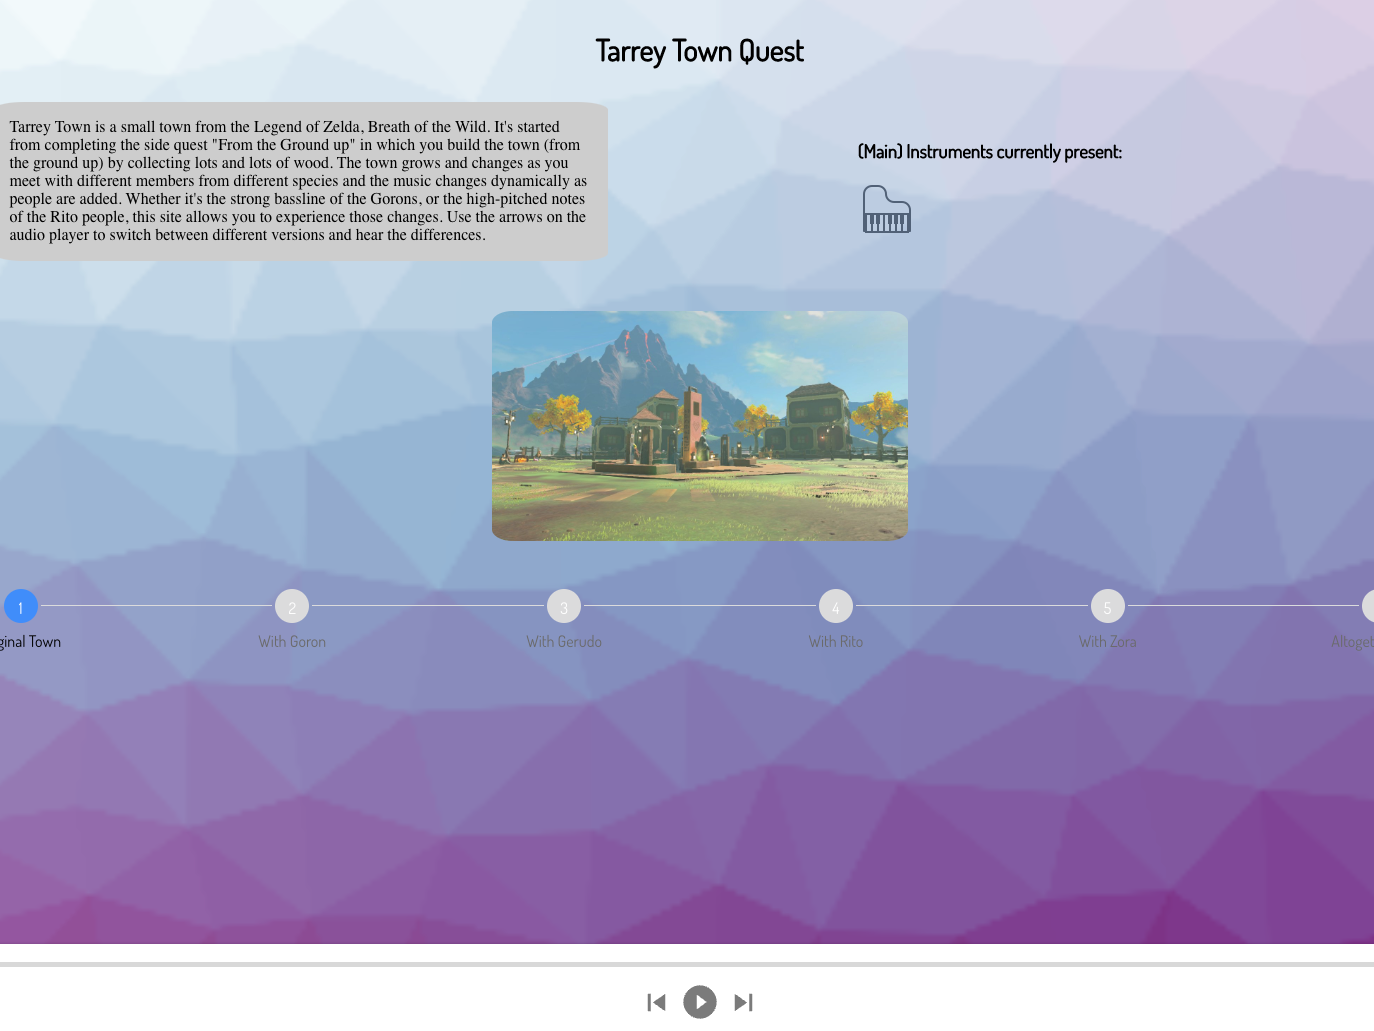 Tarrey Town Quest
Tarrey Town is a small town from the Legend of Zelda, Breath of the Wild. It's started
from completing the side quest "From the Ground up" in which you build the town (from
the ground up) by collecting lots and lots of wood. The town grows and changes as you
meet with different members from different species and the music changes dynamically as
people are added. Whether it's the strong bassline of the Gorons, or the high-pitched notes
of the Rito people, this site allows you to experience those changes. Use the arrows on the
audio player to switch between different versions and hear the differences.
(Main) Instruments currently present:
1
2
3
4
5
ginal Town
With Goron
With Gerudo
With Rito
With Zora
Altoget